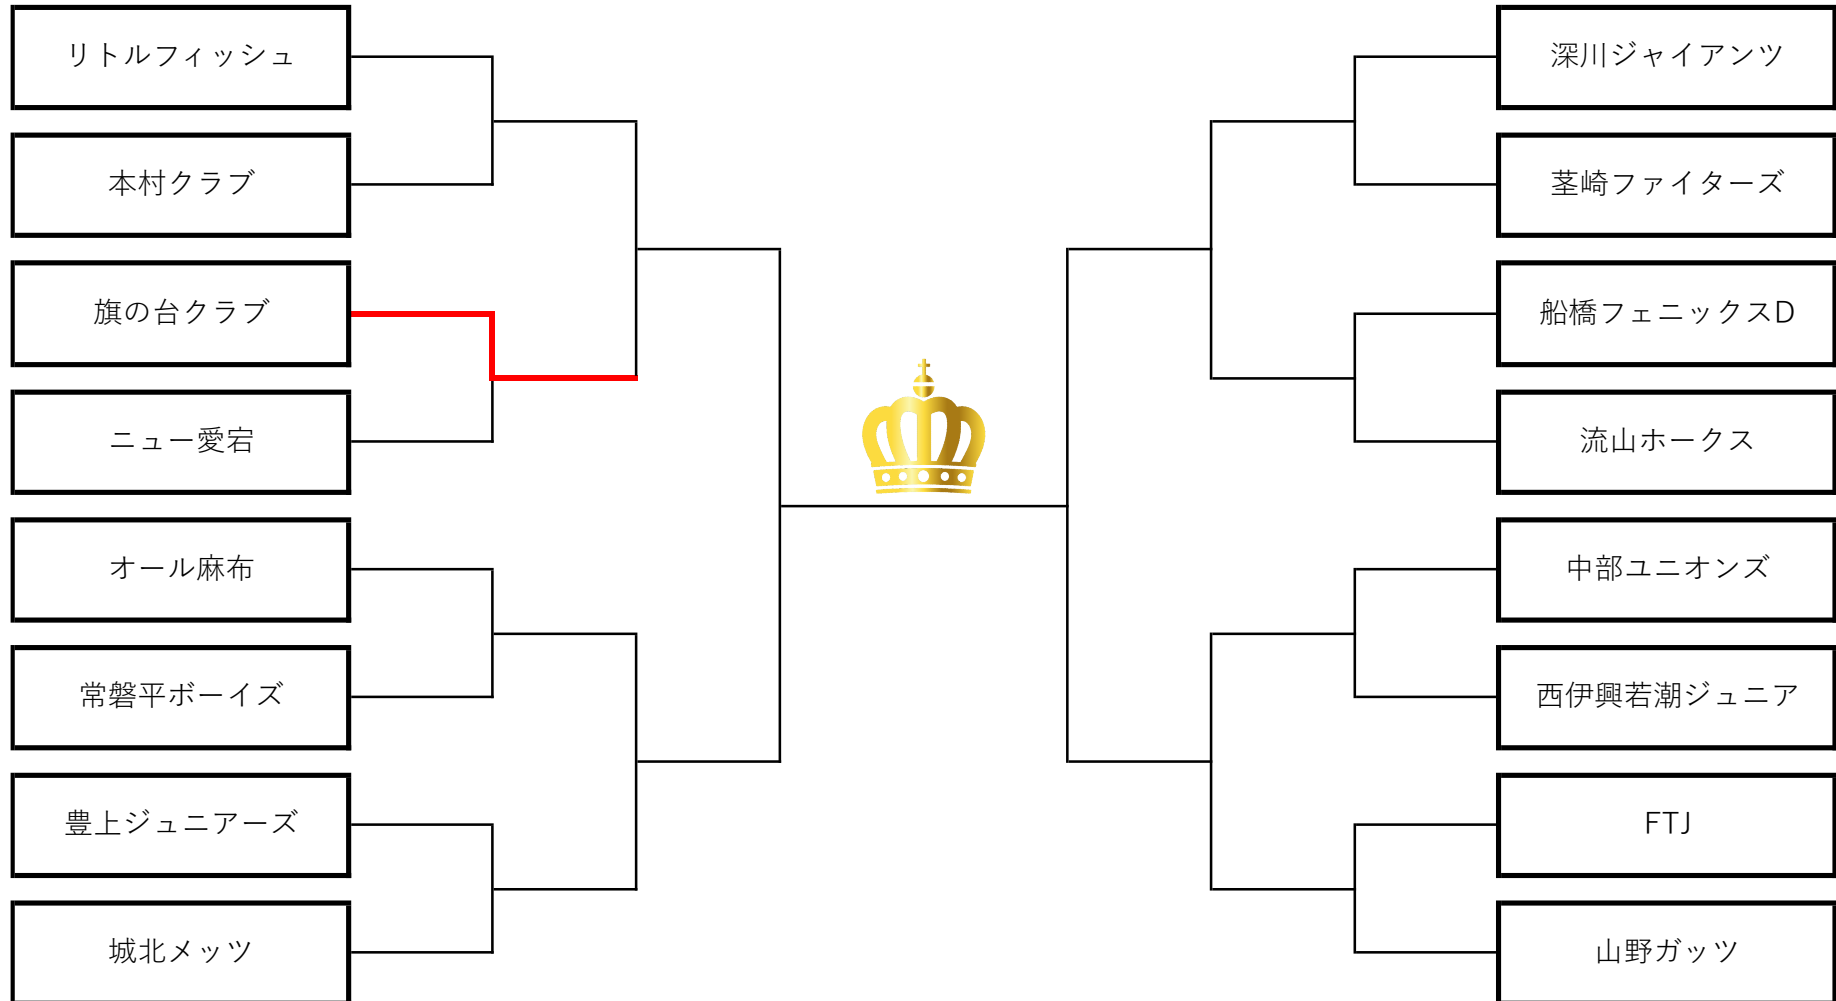 リトルフィッシュ
本村クラブ
旗の台クラブ
ニュー愛宕
オール麻布
常磐平ボーイズ
豊上ジュニアーズ
城北メッツ
深川ジャイアンツ
茎崎ファイターズ
船橋フェニックスD
流山ホークス
中部ユニオンズ
西伊興若潮ジュニア
FTJ
山野ガッツ